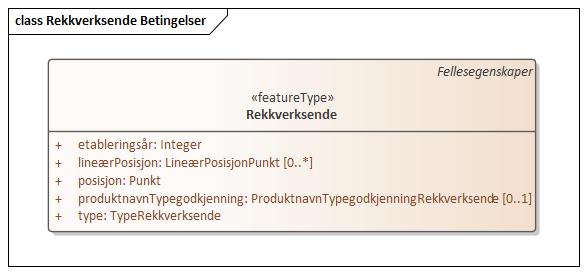 class Rekkverksende Betingelser
Fellesegenskaper
«featureType»
Rekkverksende
+ etableringsår: Integer
+ lineærPosisjon: LineærPosisjonPunkt [0..*]
+ posisjon: Punkt
+ produktnavnTypegodkjenning: ProduktnavnTypegodkjenningRekkverksende [0..1]
+ type: TypeRekkverksende